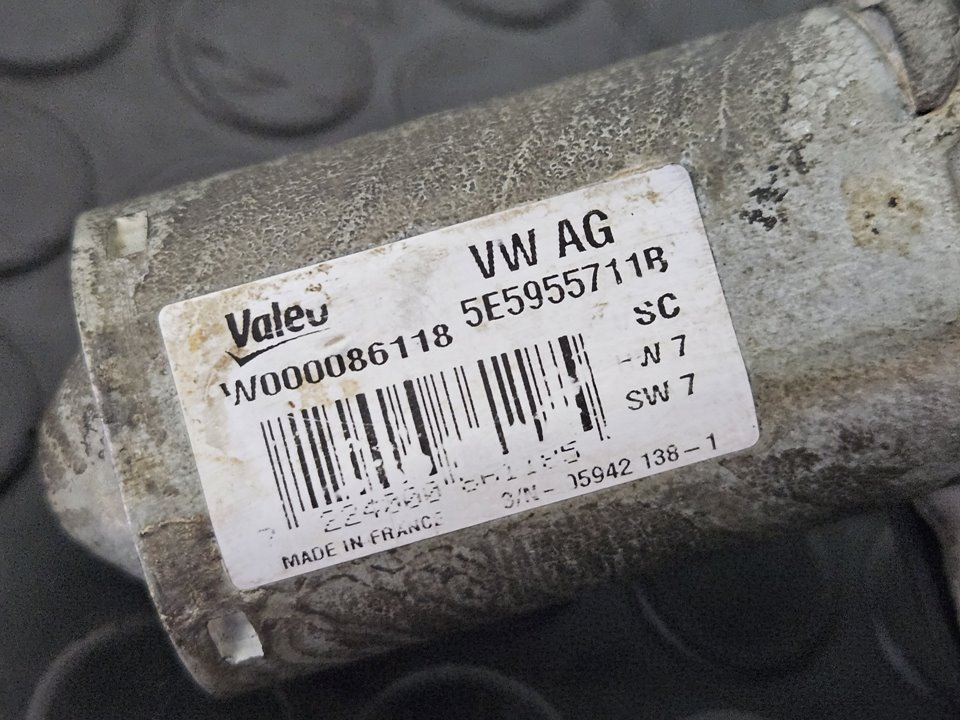 VW AG
Valeo
5E5955711B
W000086118
SC
W 7
SW 7
05942 138-1
MADE IN FRANCE